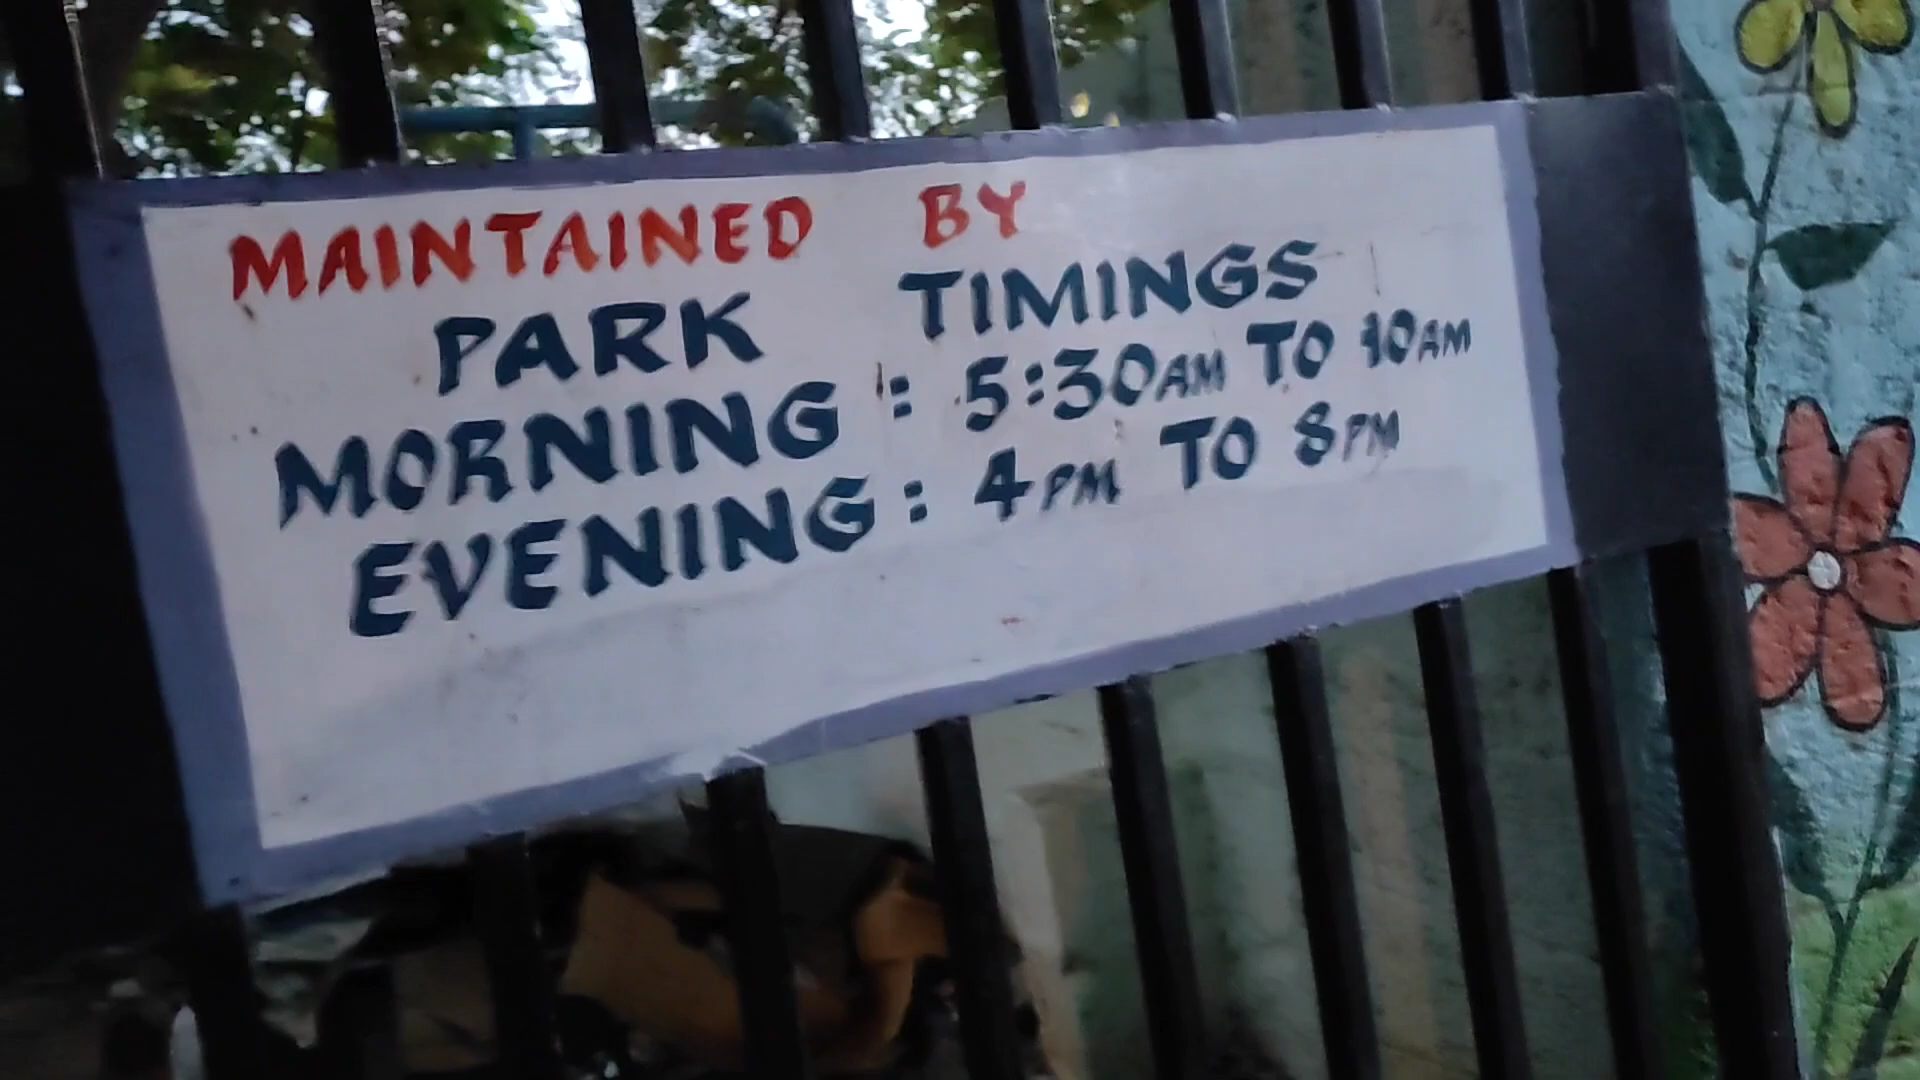 MAINTAINED BY
PARK TIMINGS
MORNING : 5:30AM TO 10AM
EVENING : 4PM TO 8PM